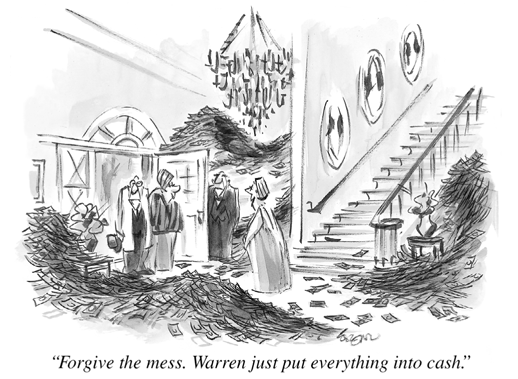 “Forgive the mess. Warren just put everything into cash.”